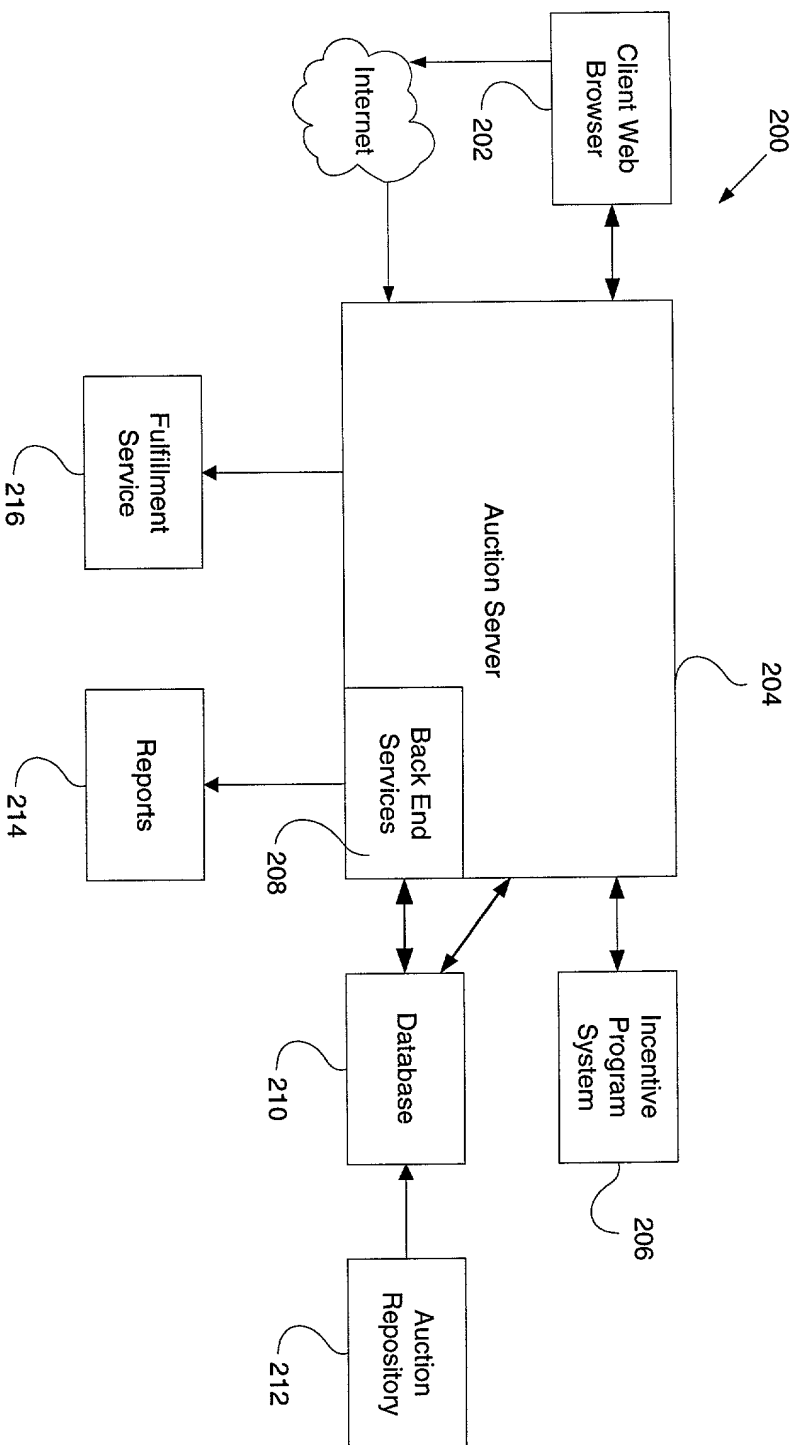 200
Client Web
Browser
202
Internet
Auction Server
204
Back End
Services
208
Incentive
Program
System
206
Database
210
Auction
Repository
212
Fulfillment
Service
216
Reports
214